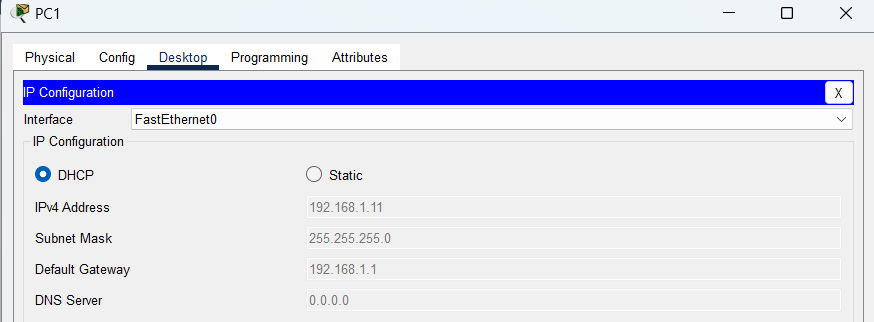 PC1
Physical Config Desktop Programming Attributes
IP Configuration X
Interface FastEthernet0
IP Configuration
DHCP Static
IPv4 Address 192.168.1.11
Subnet Mask 255.255.255.0
Default Gateway 192.168.1.1
DNS Server 0.0.0.0